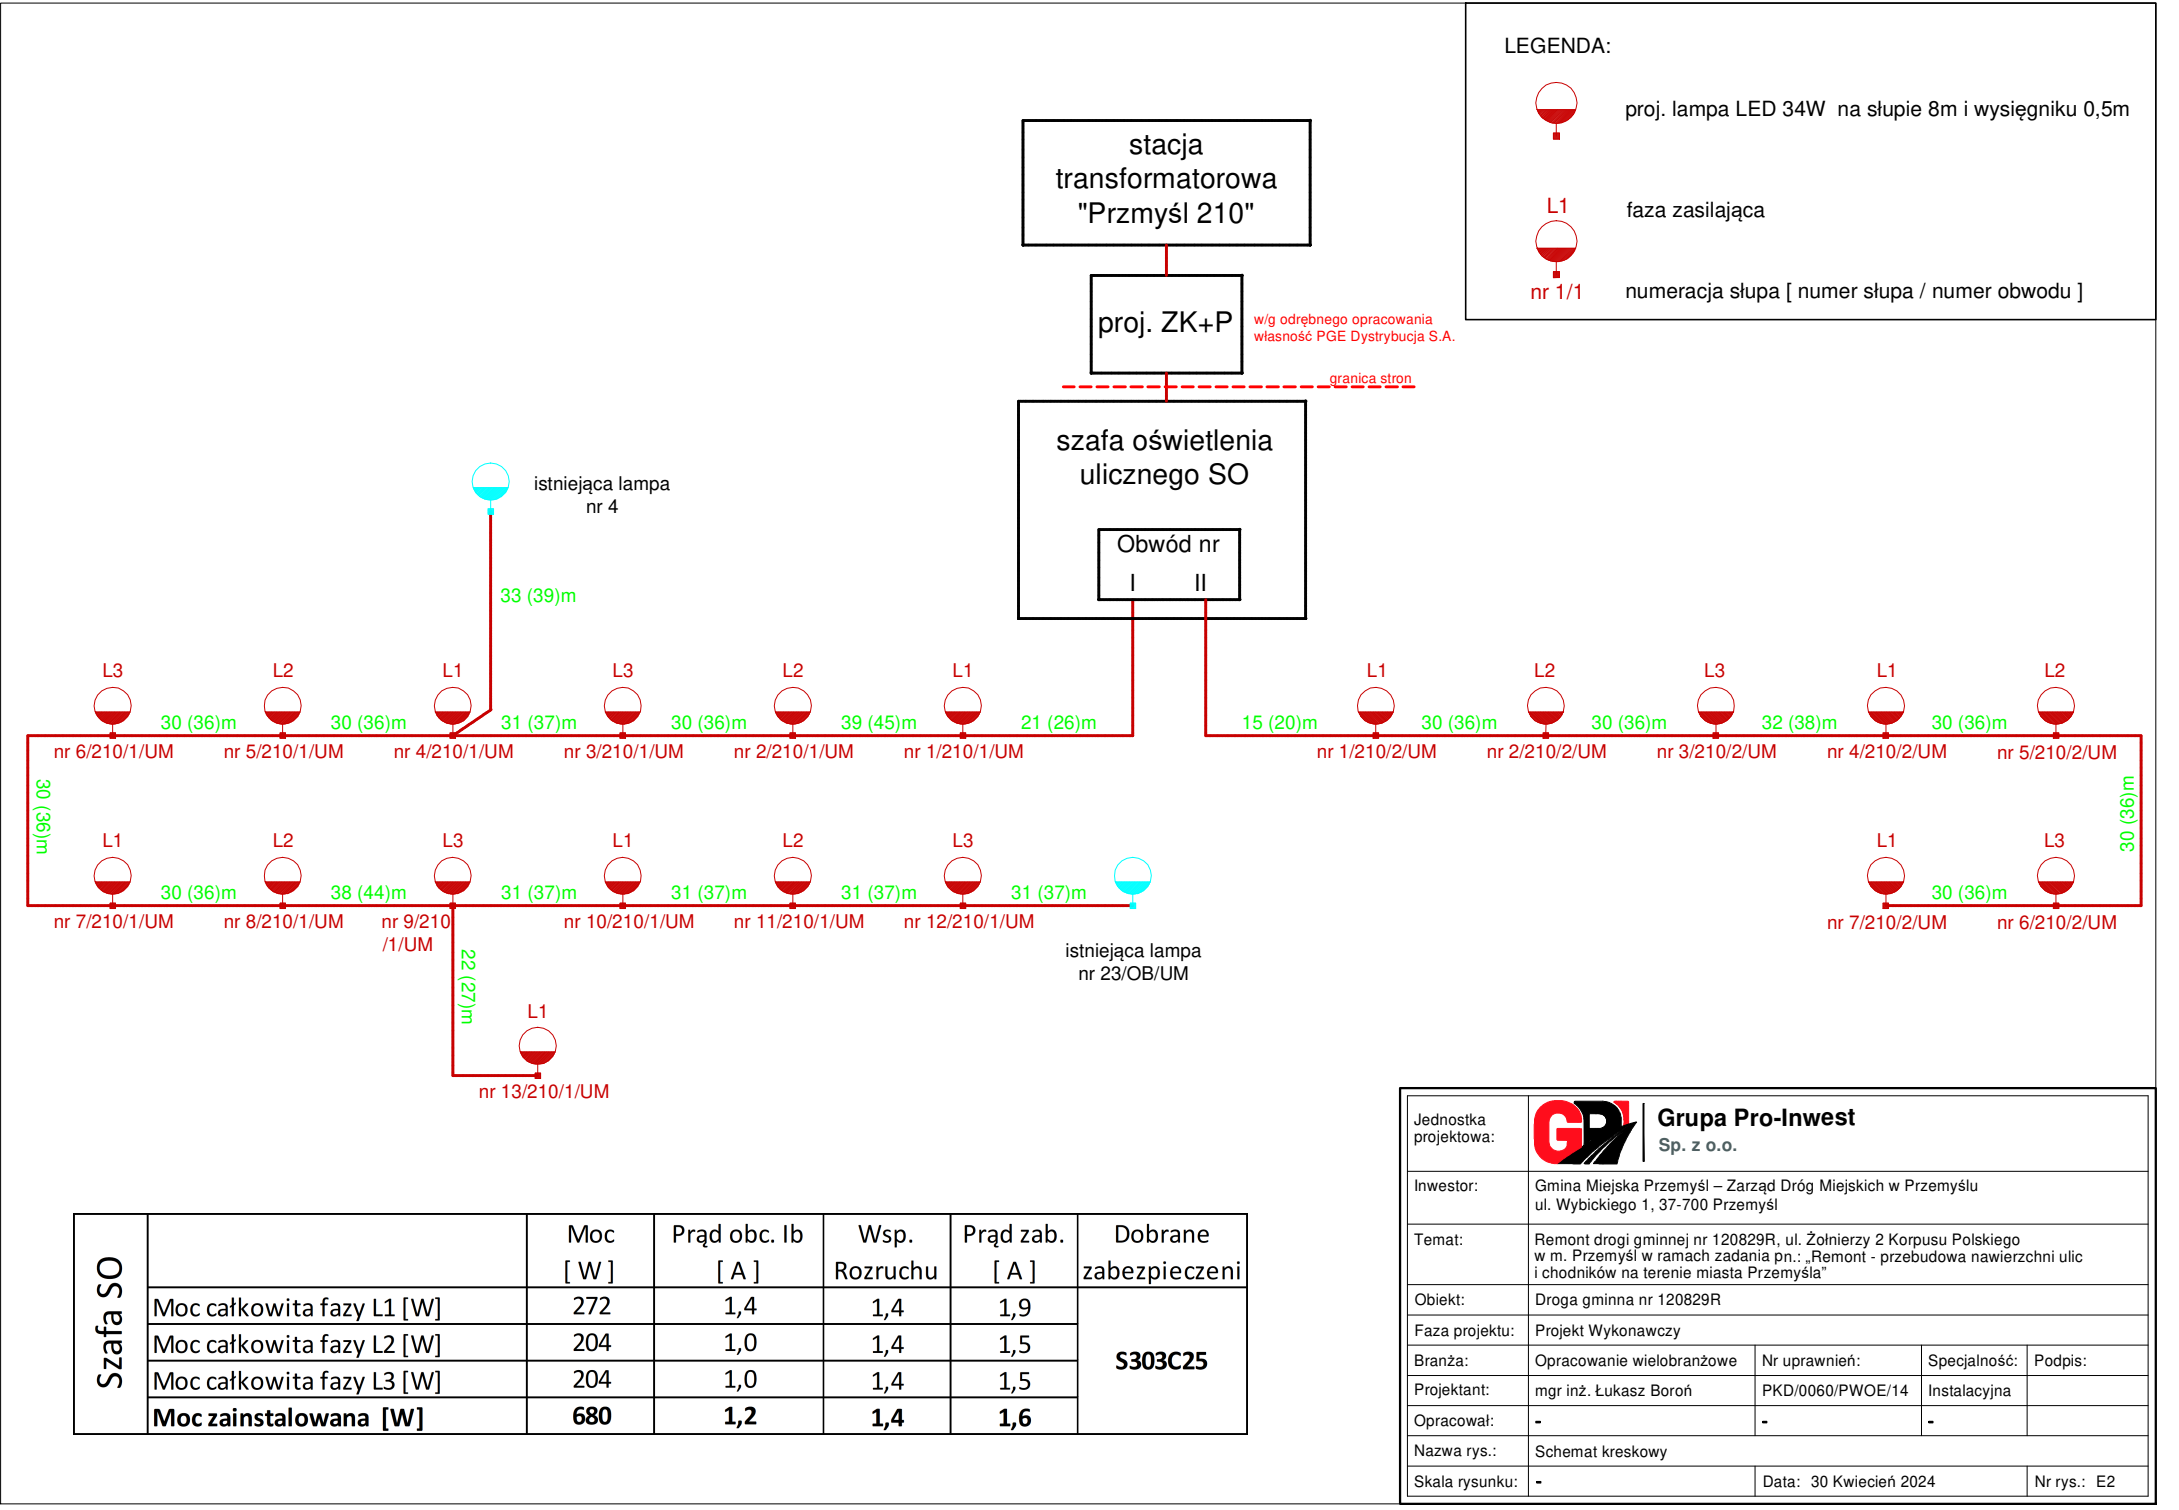 LEGENDA:
proj. lampa LED 34W na słupie 8m i wysięgniku 0,5m
L1
faza zasilająca
nr 1/1
numeracja słupa [ numer słupa / numer obwodu ]
stacja
transformatorowa
"Przmyśl 210"
proj. ZK+P
w/g odrębnego opracowania
własność PGE Dystrybucja S.A.
granica stron
szafa oświetlenia
ulicznego SO
Obwód nr
I II
istniejąca lampa
nr 4
33 (39)m
L3 L2 L1 L3 L2 L1
30 (36)m 30 (36)m 31 (37)m 30 (36)m 39 (45)m 21 (26)m
nr 6/210/1/UM nr 5/210/1/UM nr 4/210/1/UM nr 3/210/1/UM nr 2/210/1/UM nr 1/210/1/UM
L1 L2 L3 L1 L2
15 (20)m 30 (36)m 30 (36)m 32 (38)m 30 (36)m
nr 1/210/2/UM nr 2/210/2/UM nr 3/210/2/UM nr 4/210/2/UM nr 5/210/2/UM
30 (36)m
30 (36)m
L1 L2 L3 L1 L2 L3
30 (36)m 38 (44)m 31 (37)m 31 (37)m 31 (37)m 31 (37)m
nr 7/210/1/UM nr 8/210/1/UM nr 9/210 nr 10/210/1/UM nr 11/210/1/UM nr 12/210/1/UM
/1/UM
L1 L3
30 (36)m
nr 7/210/2/UM nr 6/210/2/UM
istniejąca lampa
nr 23/OB/UM
22 (27)m
L1
nr 13/210/1/UM
Szafa SO
Moc Prąd obc. Ib Wsp. Prąd zab. Dobrane
[ W ] [ A ] Rozruchu [ A ] zabezpieczeni
Moc całkowita fazy L1 [W] 272 1,4 1,4 1,9
Moc całkowita fazy L2 [W] 204 1,0 1,4 1,5
S303C25
Moc całkowita fazy L3 [W] 204 1,0 1,4 1,5
Moc zainstalowana [W] 680 1,2 1,4 1,6
Jednostka
projektowa:
GPI
Grupa Pro-Inwest
Sp. z o.o.
Inwestor: Gmina Miejska Przemyśl – Zarząd Dróg Miejskich w Przemyślu
ul. Wybickiego 1, 37-700 Przemyśl
Temat: Remont drogi gminnej nr 120829R, ul. Żołnierzy 2 Korpusu Polskiego
w m. Przemyśl w ramach zadania pn.: „Remont - przebudowa nawierzchni ulic
i chodników na terenie miasta Przemyśla”
Obiekt: Droga gminna nr 120829R
Faza projektu: Projekt Wykonawczy
Branża: Opracowanie wielobranżowe Nr uprawnień: Specjalność: Podpis:
Projektant: mgr inż. Łukasz Boroń PKD/0060/PWOE/14 Instalacyjna
Opracował: - - -
Nazwa rys.: Schemat kreskowy
Skala rysunku: - Data: 30 Kwiecień 2024 Nr rys.: E2